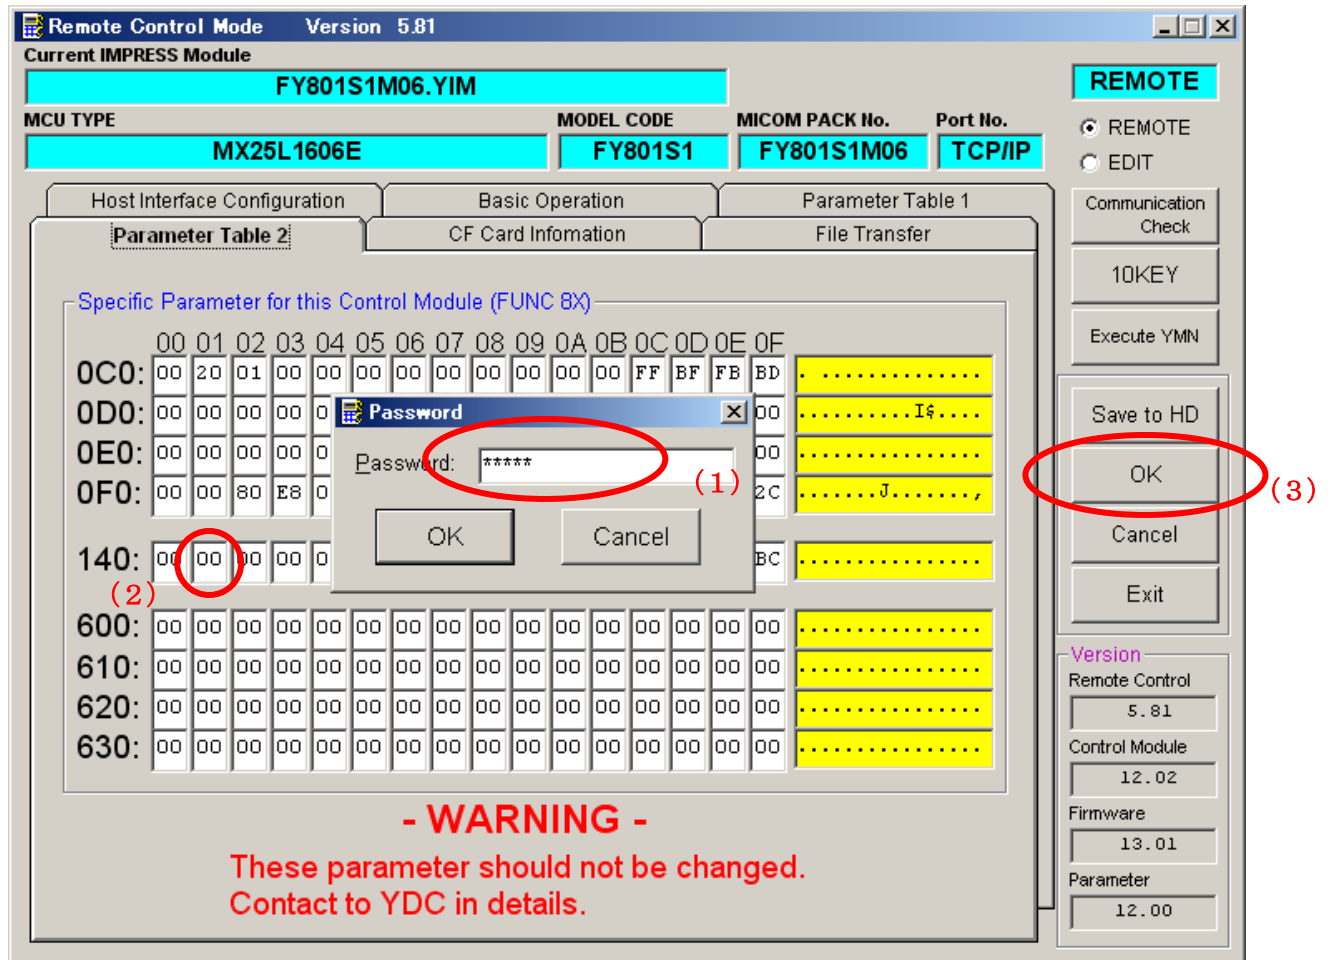 Remote Control Mode Version 5.81
Current IMPRESS Module
FY801S1M06.YIM
REMOTE
MCU TYPE MODEL CODE MICOM PACK No. Port No.
MX25L1606E FY801S1 FY801S1M06 TCP/IP
REMOTE
EDIT
Host Interface Configuration Basic Operation Parameter Table 1
Parameter Table 2 CF Card Infomation File Transfer
Communication
Check
10KEY
Execute YMN
Save to HD
OK
(3)
Cancel
Exit
Specific Parameter for this Control Module (FUNC 8X)
00 01 02 03 04 05 06 07 08 09 0A 0B 0C 0D 0E 0F
0C0: 00 20 01 00 00 00 00 00 00 00 00 00 FF BF FB BD . ..............
0D0: 00 00 00 00 0 00 ..........I$....
0E0: 00 00 00 00 0 00 ................
0F0: 00 00 80 E8 0 2C .......J.......,
140: 00 00 00 00 0 BC ................
(2)
Password
Password: *****
(1)
OK Cancel
600: 00 00 00 00 00 00 00 00 00 00 00 00 00 00 00 00 ................
610: 00 00 00 00 00 00 00 00 00 00 00 00 00 00 00 00 ................
620: 00 00 00 00 00 00 00 00 00 00 00 00 00 00 00 00 ................
630: 00 00 00 00 00 00 00 00 00 00 00 00 00 00 00 00 ................
- WARNING -
These parameter should not be changed.
Contact to YDC in details.
Version
Remote Control
5.81
Control Module
12.02
Firmware
13.01
Parameter
12.00